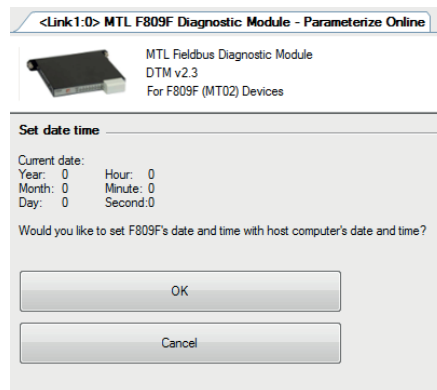 <Link1:0> MTL F809F Diagnostic Module - Parameterize Online
MTL Fieldbus Diagnostic Module
DTM v2.3
For F809F (MT02) Devices
Set date time
Current date:
Year: 0 Hour: 0
Month: 0 Minute: 0
Day: 0 Second:0
Would you like to set F809F's date and time with host computer's date and time?
OK
Cancel